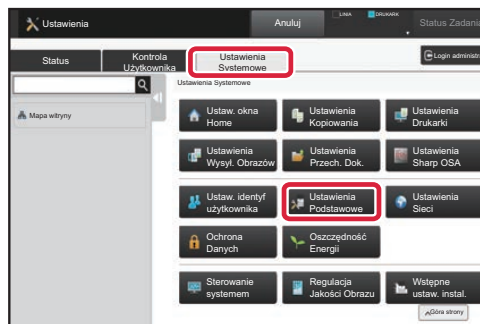 Ustawienia
Anuluj
LINIA
DRUKARK
Status Zadania
Status
Kontrola
Użytkownika
Ustawienia
Systemowe
Login administra
Ustawienia Systemowe
Mapa witryny
Ustaw. okna
Home
Ustawienia
Kopiowania
Ustawienia
Drukarki
Ustawienia
Wysył. Obrazów
Ustawienia
Przech. Dok.
Ustawienia
Sharp OSA
Ustaw. identyf
użytkownika
Ustawienia
Podstawowe
Ustawienia
Sieci
Ochrona
Danych
Oszczędność
Energii
Sterowanie
systemem
Regulacja
Jakości Obrazu
Wstępne
ustaw. instal.
Góra strony